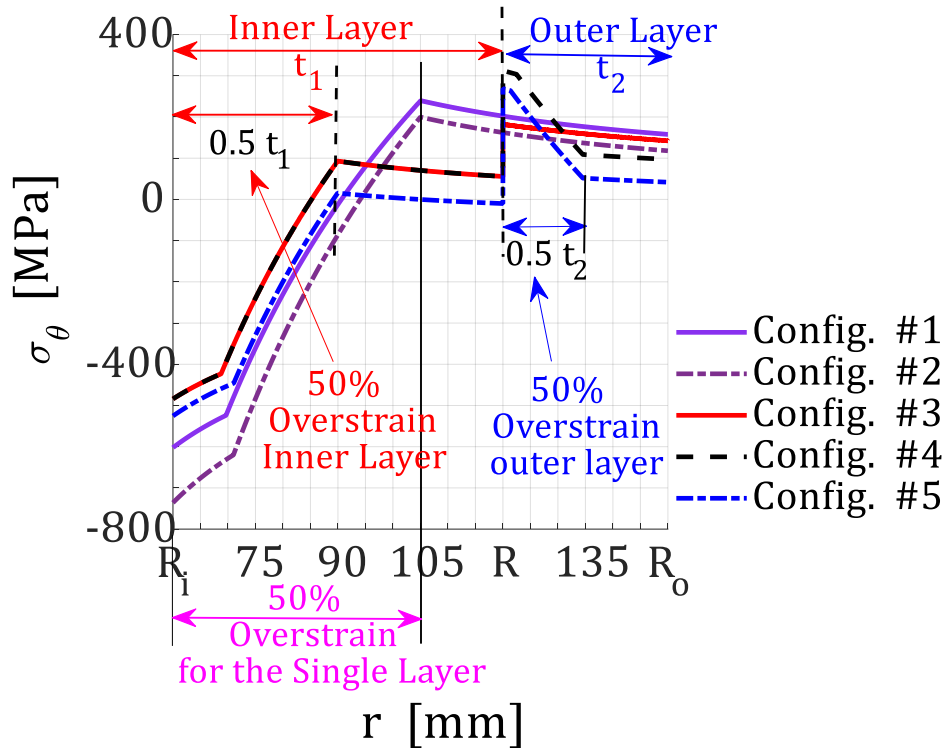 400
0
-400
-800
σθ [MPa]
Inner Layer
t1
Outer Layer
t2
0.5 t1
0.5 t2
50%
Overstrain
Inner Layer
50%
Overstrain
outer layer
Config. #1
Config. #2
Config. #3
Config. #4
Config. #5
Ri 75 90 105 R 135 Ro
50%
Overstrain
for the Single Layer
r [mm]